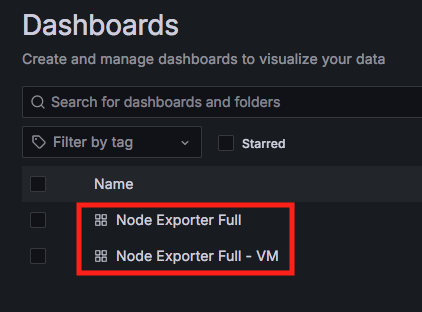 Dashboards
Create and manage dashboards to visualize your data
Search for dashboards and folders
Filter by tag
Starred
Name
Node Exporter Full
Node Exporter Full - VM